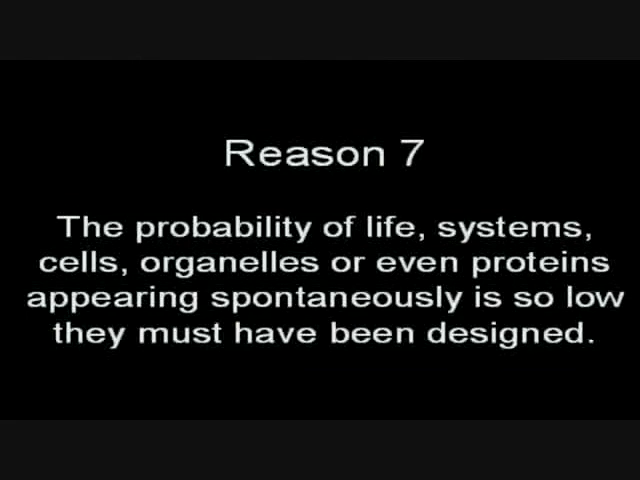 Reason 7
The probability of life, systems,
cells, organelles or even proteins
appearing spontaneously is so low
they must have been designed.